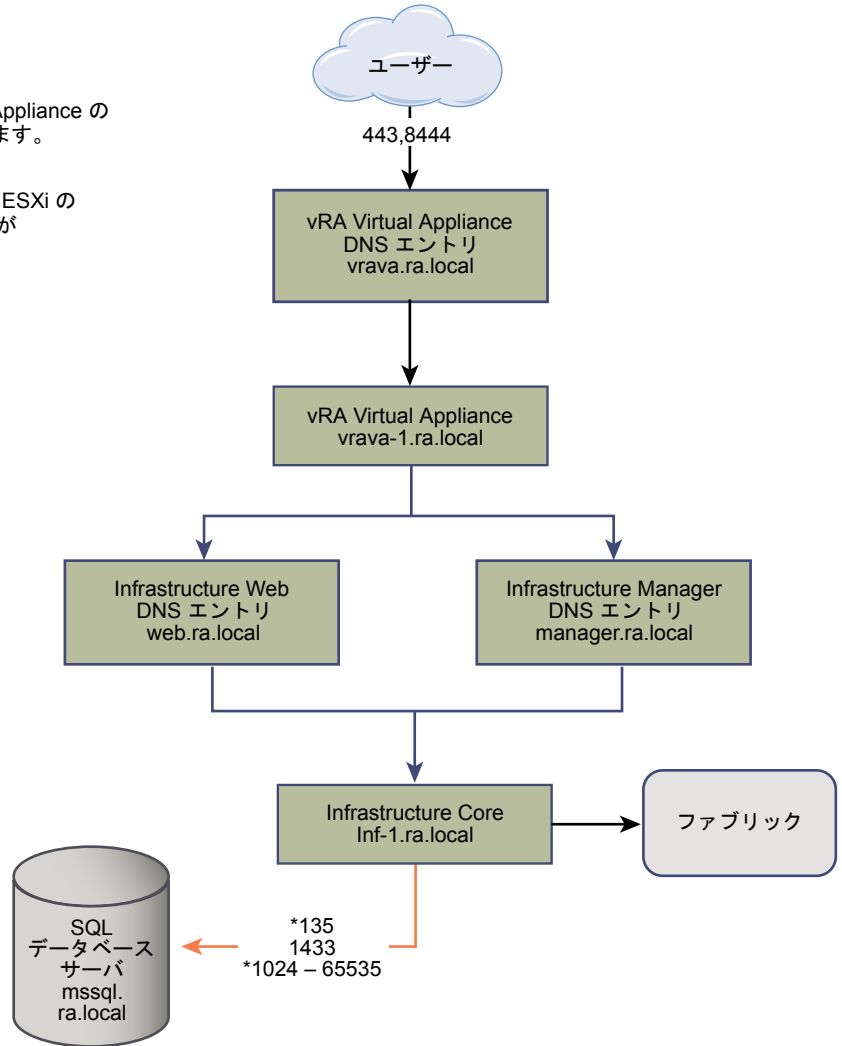 ユーザー
Appliance の
ます。
443,8444
ESXi の
が
vRA Virtual Appliance
DNS エントリ
vrava.ra.local
vRA Virtual Appliance
vrava-1.ra.local
Infrastructure Web
DNS エントリ
web.ra.local
Infrastructure Manager
DNS エントリ
manager.ra.local
Infrastructure Core
Inf-1.ra.local
ファブリック
SQL
データベース
サーバ
mssql.
ra.local
*135
1433
*1024 – 65535